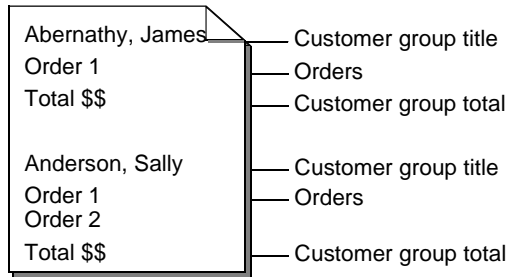 Abernathy, James Customer group title
Order 1 Orders
Total $$ Customer group total
Anderson, Sally Customer group title
Order 1 Orders
Order 2
Total $$ Customer group total